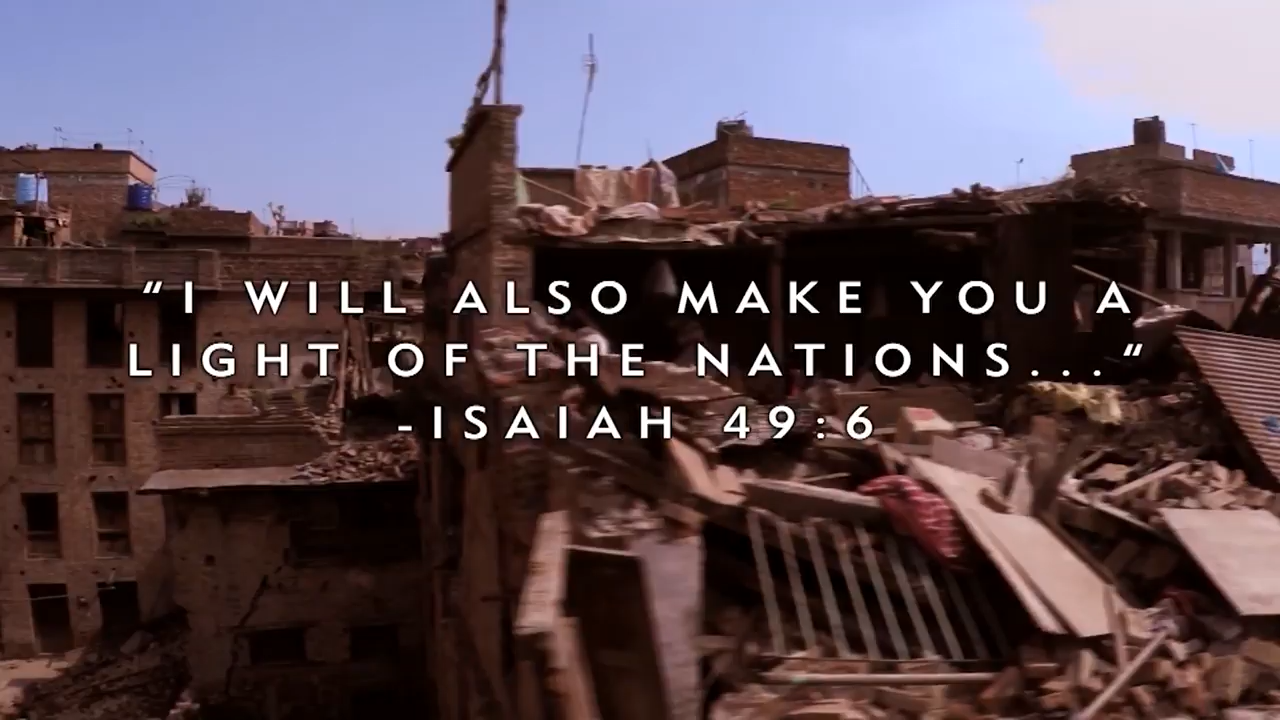 “I WILL ALSO MAKE YOU A
LIGHT OF THE NATIONS...“
-ISAIAH 49:6